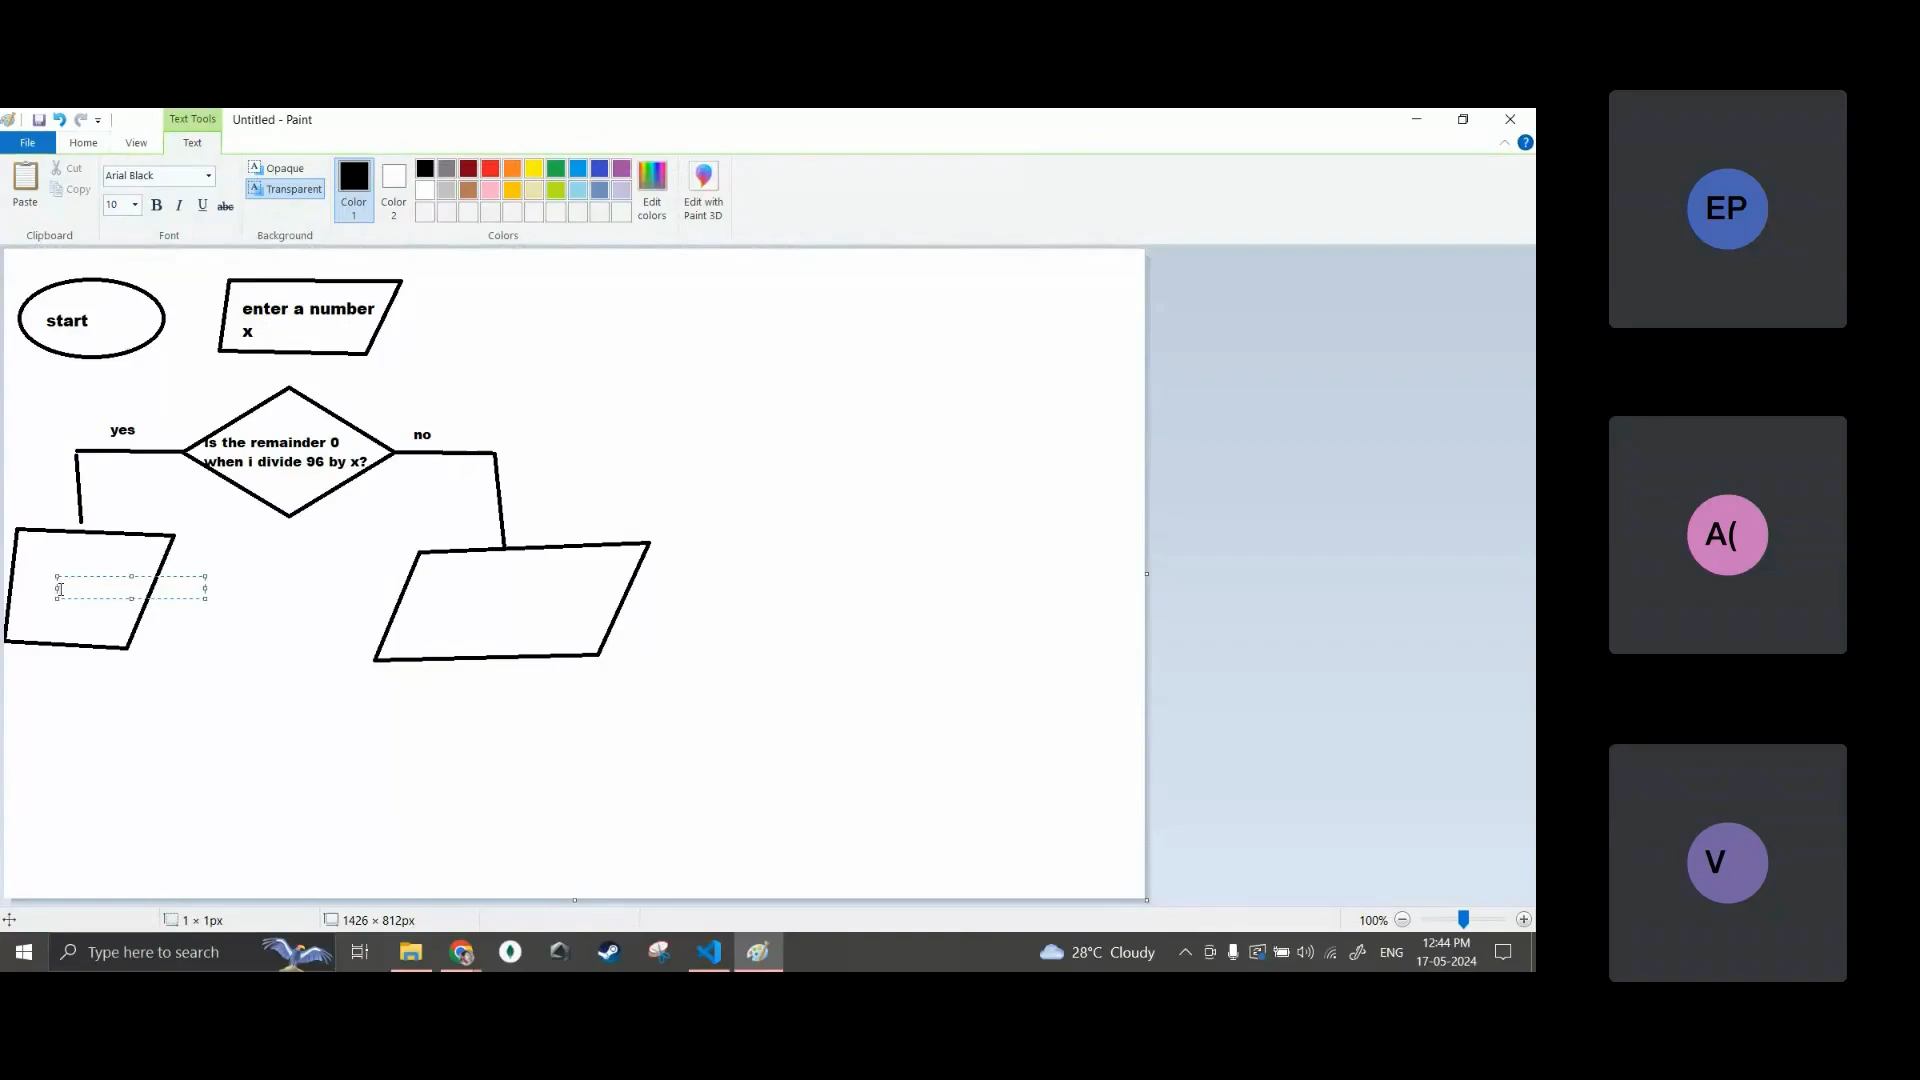 Text Tools
Untitled - Paint
File
Home
View
Text
Paste
Cut
Copy
Clipboard
Arial Black
10
B
I
U
abc
Font
A
Opaque
A
Transparent
Background
Color
1
Color
2
Edit
colors
Edit with
Paint 3D
Colors
start
enter a number
x
yes
is the remainder 0
when i divide 96 by x?
no
EP
A(
V
1 × 1px
1426 × 812px
100%
Type here to search
28°C Cloudy
ENG
12:44 PM
17-05-2024